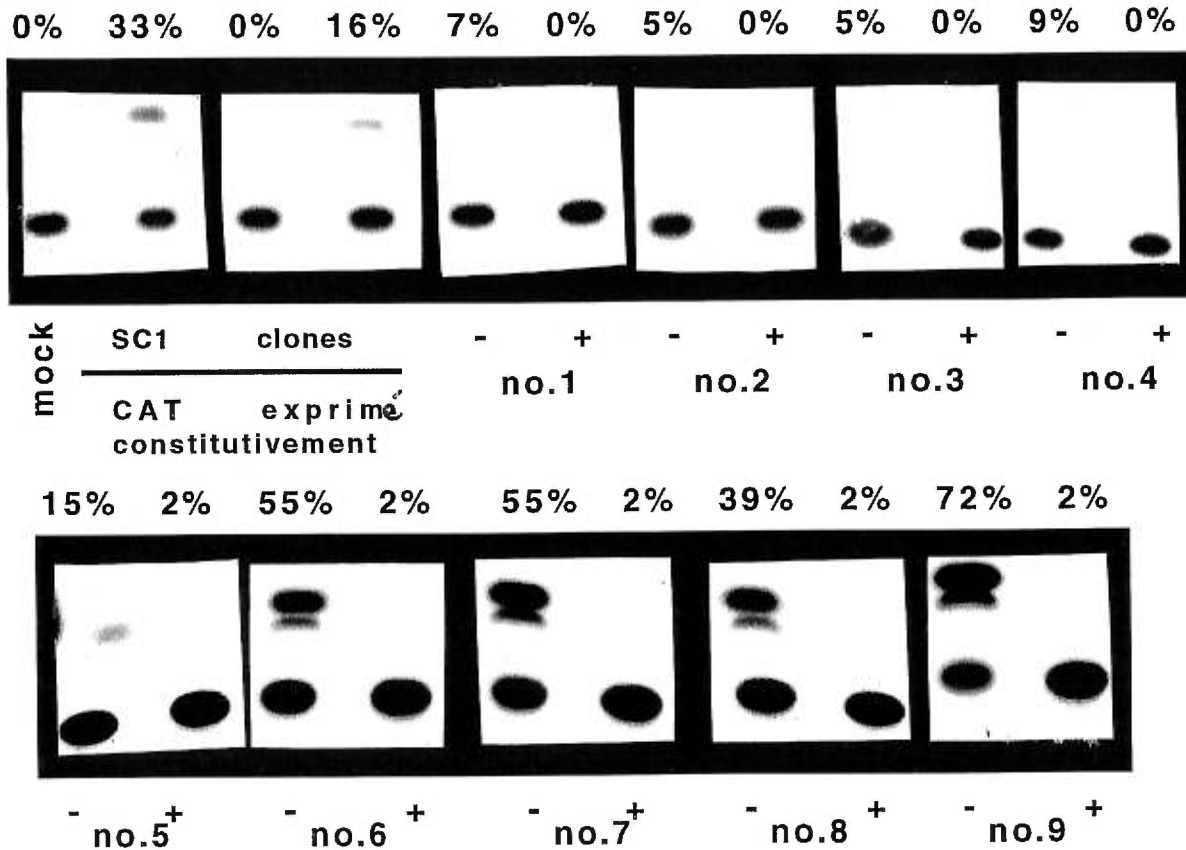 0% 33% 0% 16% 7% 0% 5% 0% 5% 0% 9% 0%
mock
SC1 clones
CAT exprimé
constitutivement
- + - + - + - +
no.1 no.2 no.3 no.4
15% 2% 55% 2% 55% 2% 39% 2% 72% 2%
- + - + - + - + - +
no.5 no.6 no.7 no.8 no.9